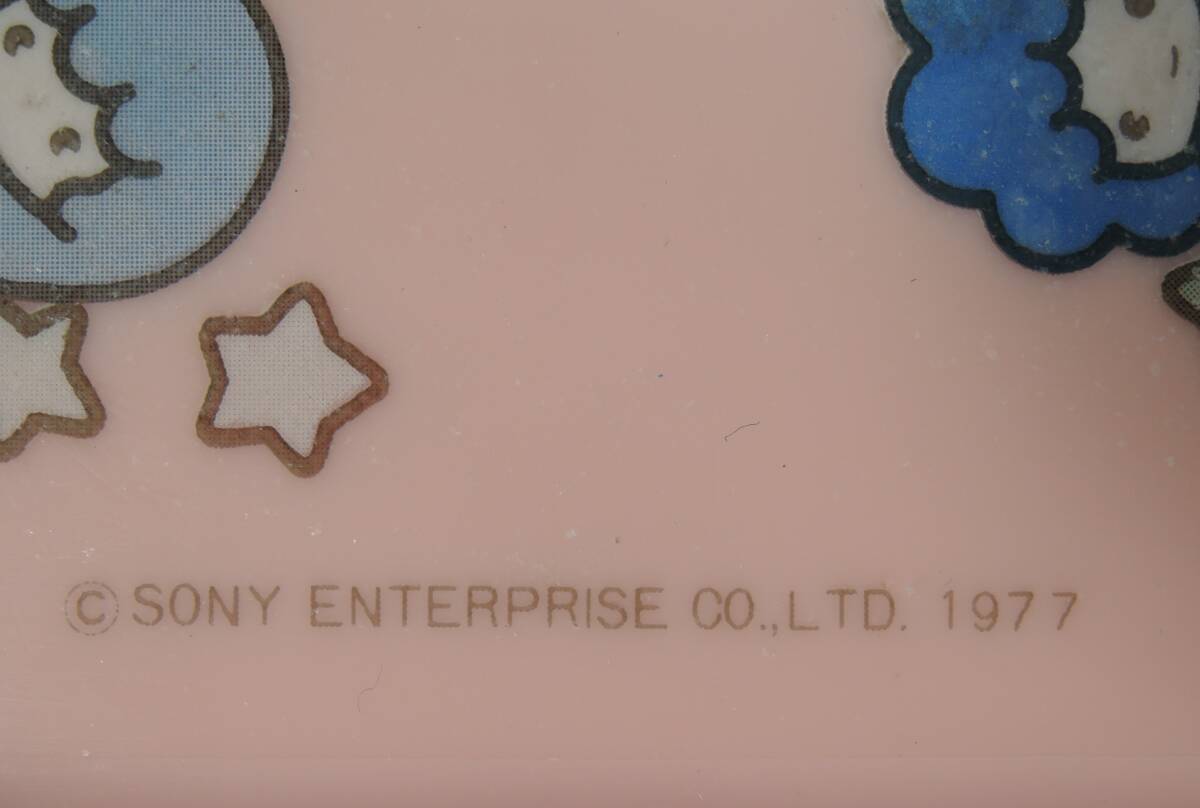 ©SONY ENTERPRISE CO.,LTD. 1977